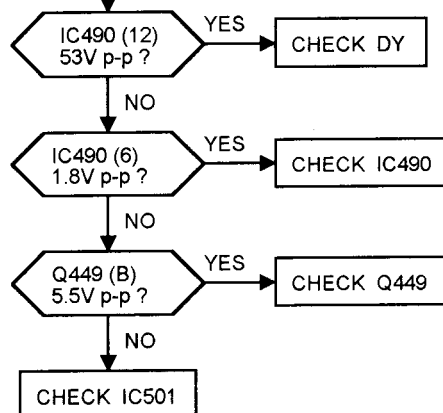 IC490 (12)
53V p-p ?
YES
CHECK DY
NO
IC490 (6)
1.8V p-p ?
YES
CHECK IC490
NO
Q449 (B)
5.5V p-p ?
YES
CHECK Q449
NO
CHECK IC501